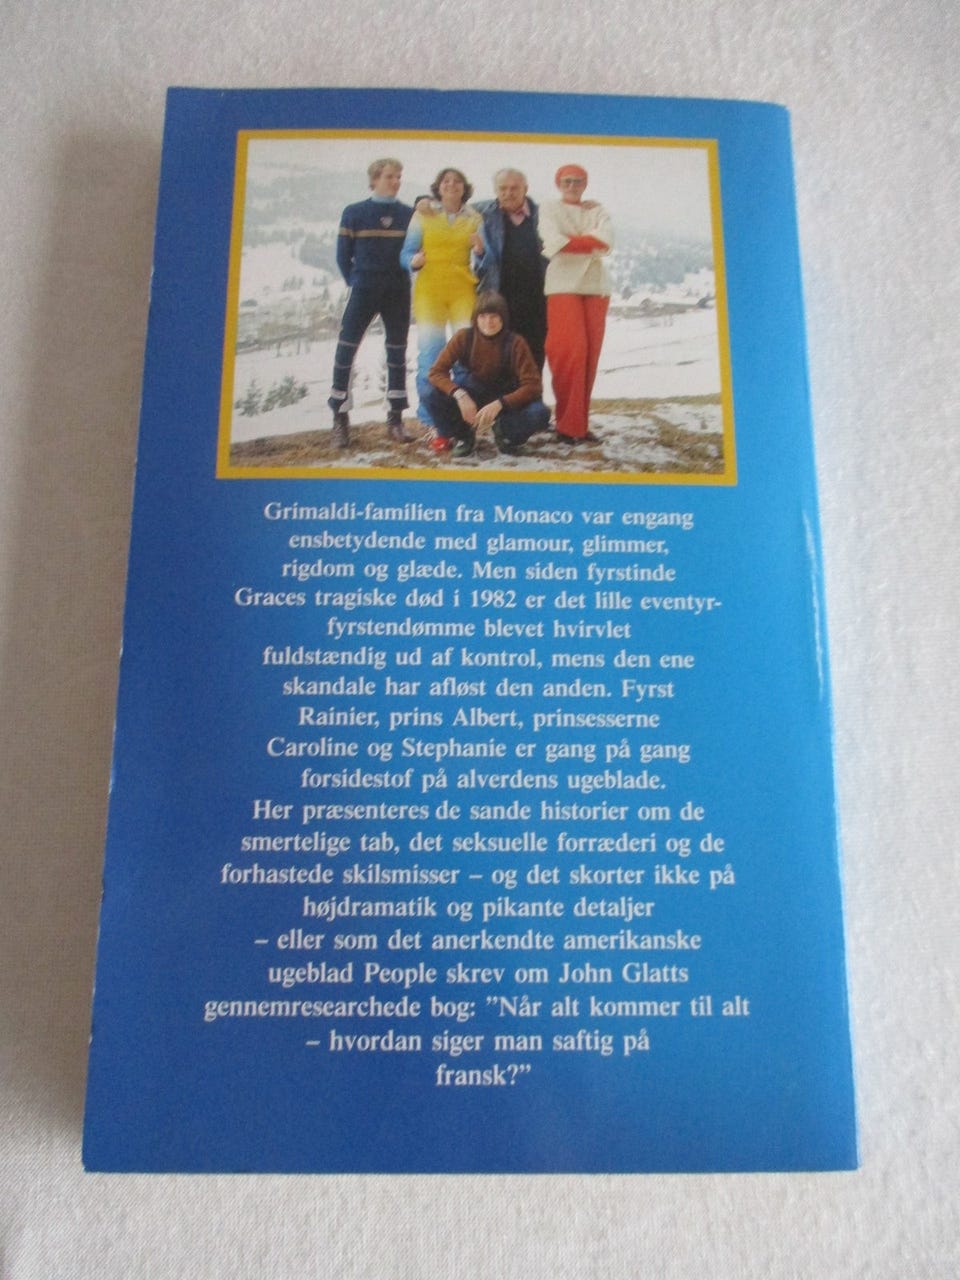 Grimaldi-familien fra Monaco var engang
ensbetydende med glamour, glimmer,
rigdom og glæde. Men siden fyrstinde
Graces tragiske død i 1982 er det lille eventyr-
fyrstendømme blevet hvirvlet
fuldstændig ud af kontrol, mens den ene
skandale har afløst den anden. Fyrst
Rainier, prins Albert, prinsesserne
Caroline og Stephanie er gang på gang
forsidestof på alverdens ugeblade.
Her præsenteres de sande historier om de
smertelige tab, det seksuelle forræderi og de
forhastede skilsmisser – og det skorter ikke på
højdramatik og pikante detaljer
– eller som det anerkendte amerikanske
ugeblad People skrev om John Glatts
gennemresearchede bog: ”Når alt kommer til alt
– hvordan siger man saftig på
fransk?”